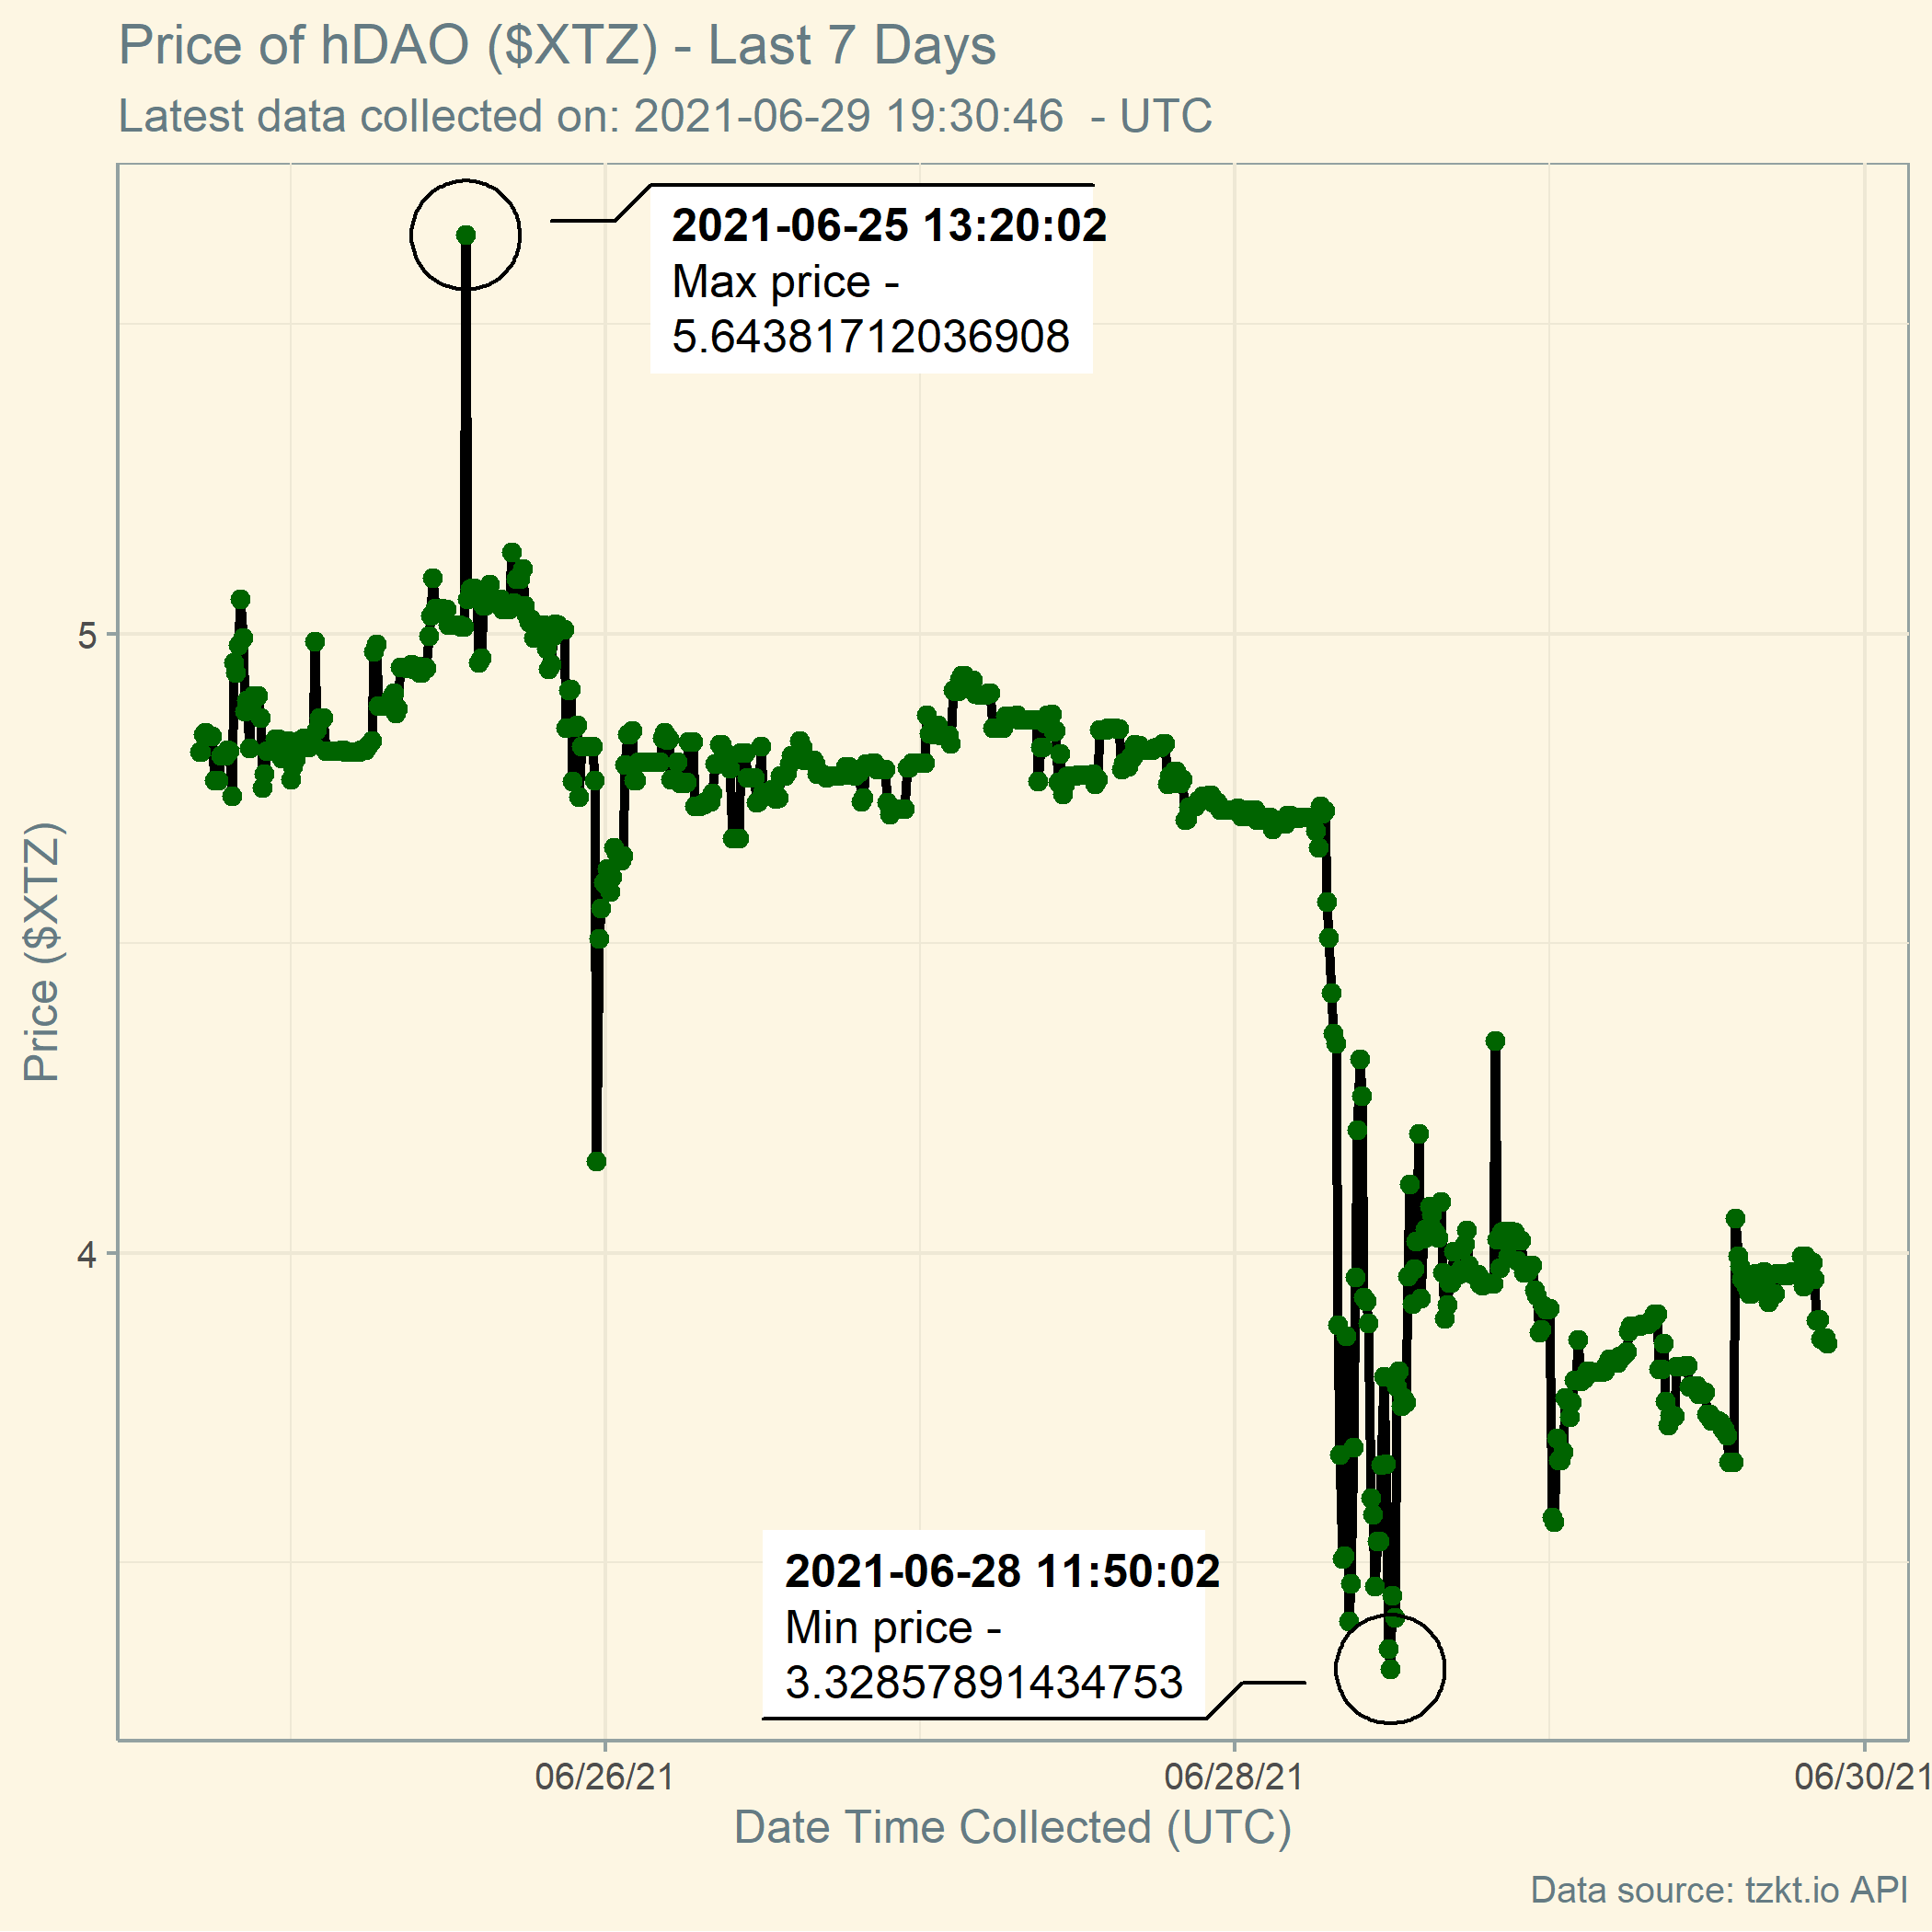 Price of hDAO ($XTZ) - Last 7 Days
Latest data collected on: 2021-06-29 19:30:46  - UTC
2021-06-25 13:20:02
Max price -
5.64381712036908
5
Price ($XTZ)
4
2021-06-28 11:50:02
Min price -
3.32857891434753
06/26/21
06/28/21
06/30/21
Date Time Collected (UTC)
Data source: tzkt.io API